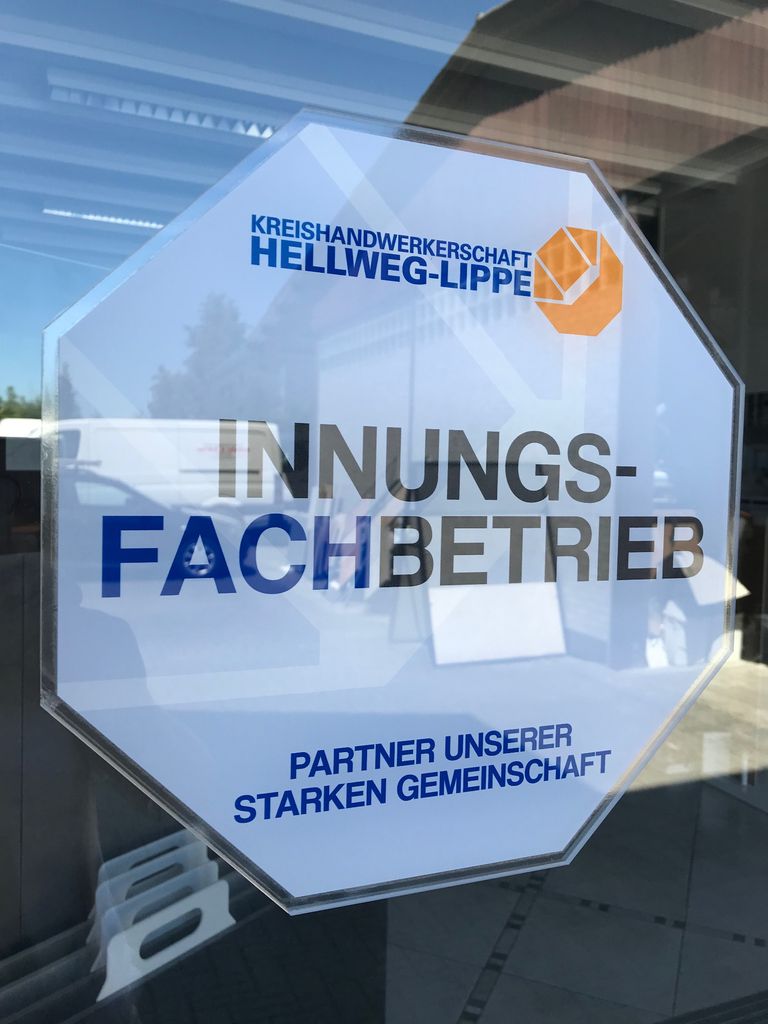 KREISHANDWERKERSCHAFT
HELLWEG-LIPPE
INNUNGS-
FACHBETRIEB
PARTNER UNSERER
STARKEN GEMEINSCHAFT